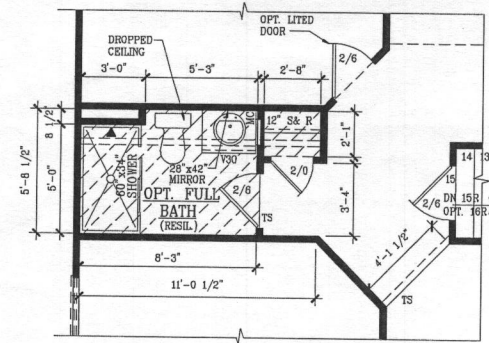 OPT. LITED
DOOR
DROPPED
CEILING
2/6
3'-0"
5'-3"
2'-8"
8 1/2"
5'-8 1/2"
5'-0"
60"x34"
SHOWER
MC
12" S& R
2'-1"
V30
28"x42"
MIRROR
2/6
2/0
OPT. FULL
BATH
(RESIL.)
TS
3'-4"
14 13
15
2/6
DN 15R
OPT. 16R
8'-3"
4'-1 1/2"
11'-0 1/2"
TS